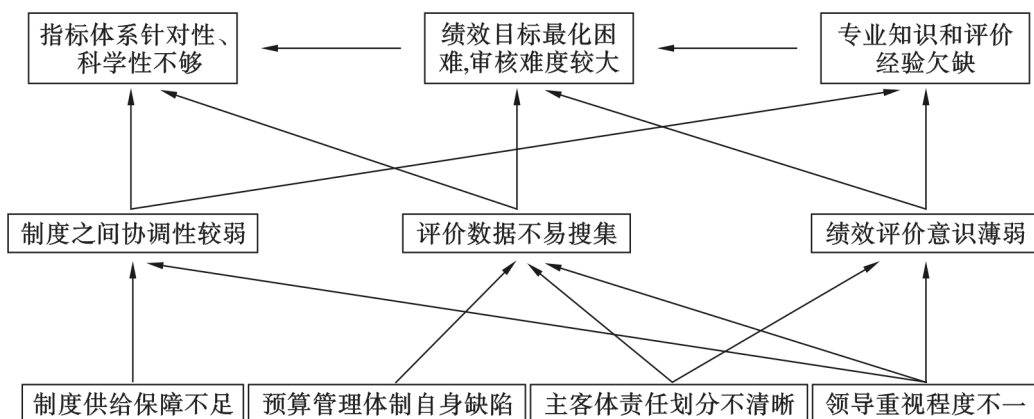 指标体系针对性、
科学性不够
绩效目标最化困
难,审核难度较大
专业知识和评价
经验欠缺
制度之间协调性较弱
评价数据不易搜集
绩效评价意识薄弱
制度供给保障不足
预算管理体制自身缺陷
主客体责任划分不清晰
领导重视程度不一